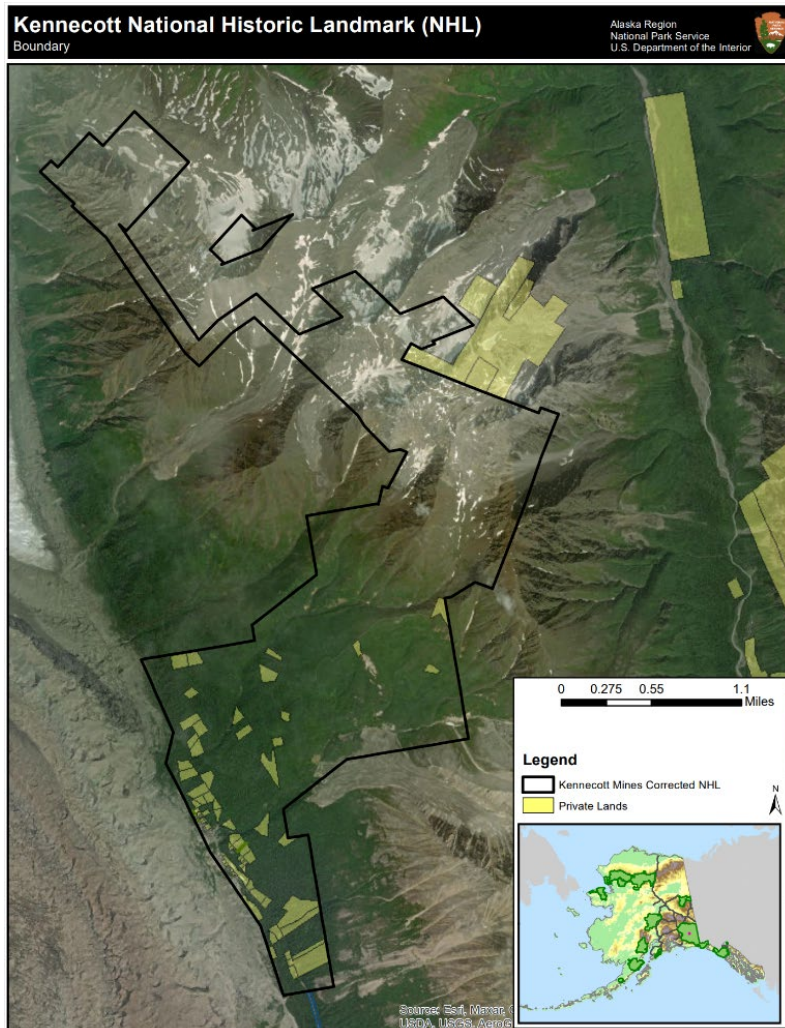 Kennecott National Historic Landmark (NHL)
Boundary
Alaska Region
National Park Service
U.S. Department of the Interior
0 0.275 0.55 1.1
Miles
Legend
Kennecott Mines Corrected NHL
Private Lands
N
Source: Esri, Maxar,
USDA, USGS,